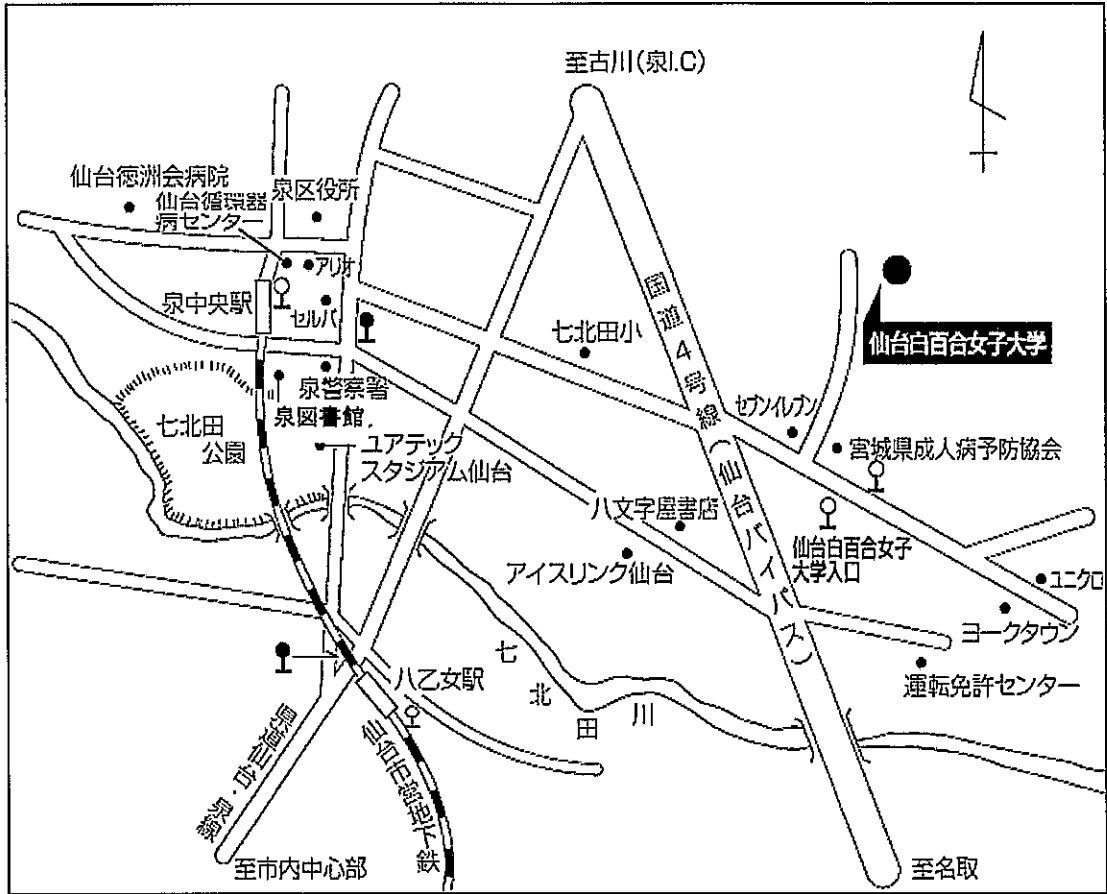 至古川(泉I.C)
仙台徳洲会病院
仙台循環器
病センター
泉区役所
アリオ
泉中央駅
セルバ
七北田小
国道4号線(仙台バイパス)
仙台白百合女子大学
セブンイレブン
宮城県成人病予防協会
泉警察署
泉図書館
七北田
公園
ユアテック
スタジアム仙台
八文字屋書店
仙台白百合女子
大学入口
アイスリンク仙台
ユニクロ
ヨークタウン
運転免許センター
八乙女駅
七北田川
県道仙台・泉線
仙台市営地下鉄
至市内中心部
至名取